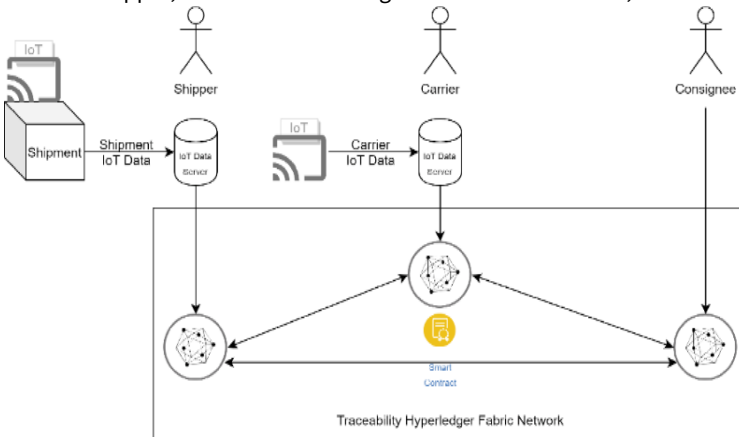 IoT
Shipper
Carrier
Consignee
IoT
Shipment
Shipment
IoT Data
IoT Data
Server
Carrier
IoT Data
IoT Data
Server
Smart
Contract
Traceability Hyperledger Fabric Network